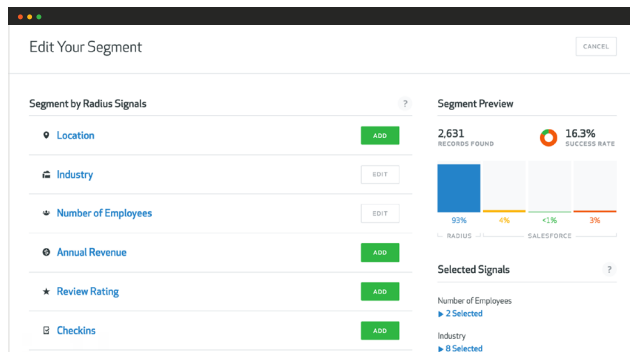 Edit Your Segment
CANCEL
Segment by Radius Signals
?
Location
ADD
Industry
EDIT
Number of Employees
EDIT
Annual Revenue
ADD
Review Rating
ADD
Checkins
ADD
Segment Preview
2,631
RECORDS FOUND
16.3%
SUCCESS RATE
93% 4% <1% 3%
RADIUS SALESFORCE
Selected Signals
?
Number of Employees
2 Selected
Industry
8 Selected